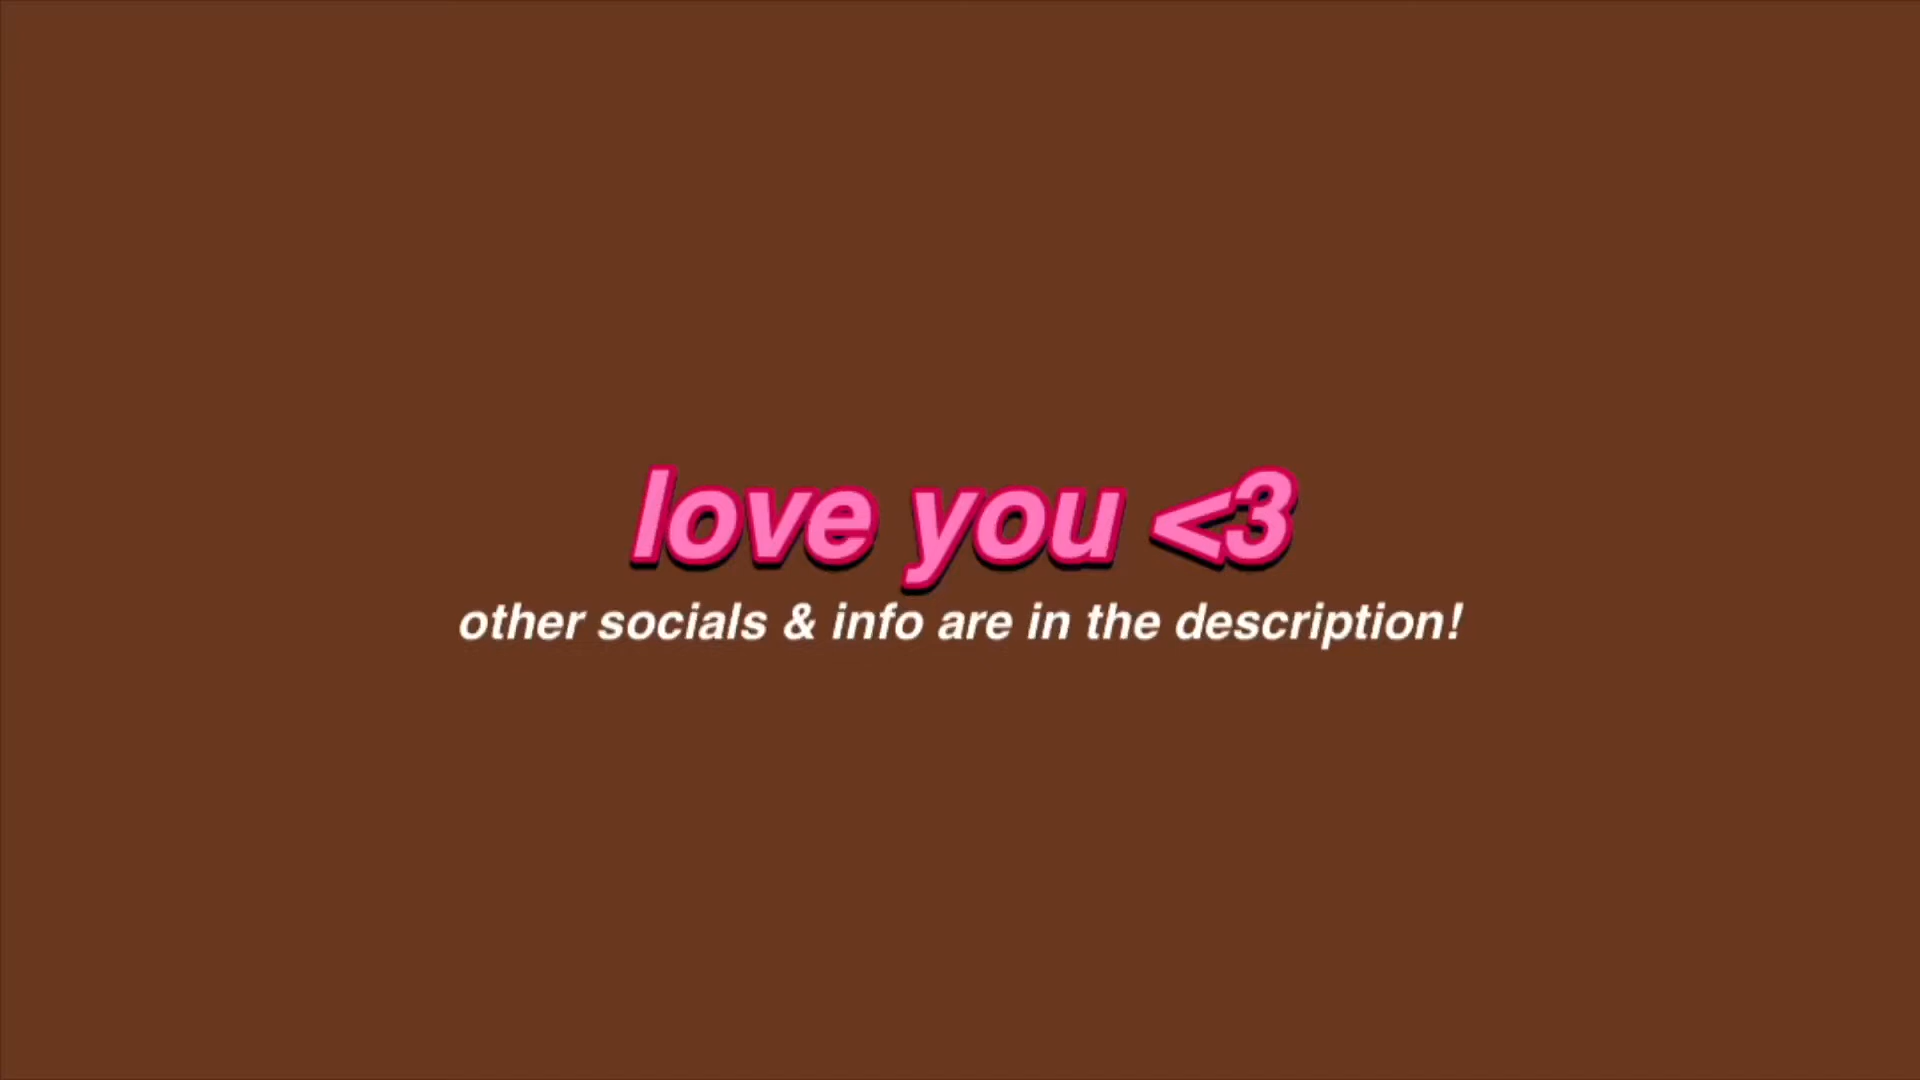 love you <3
other socials & info are in the description!